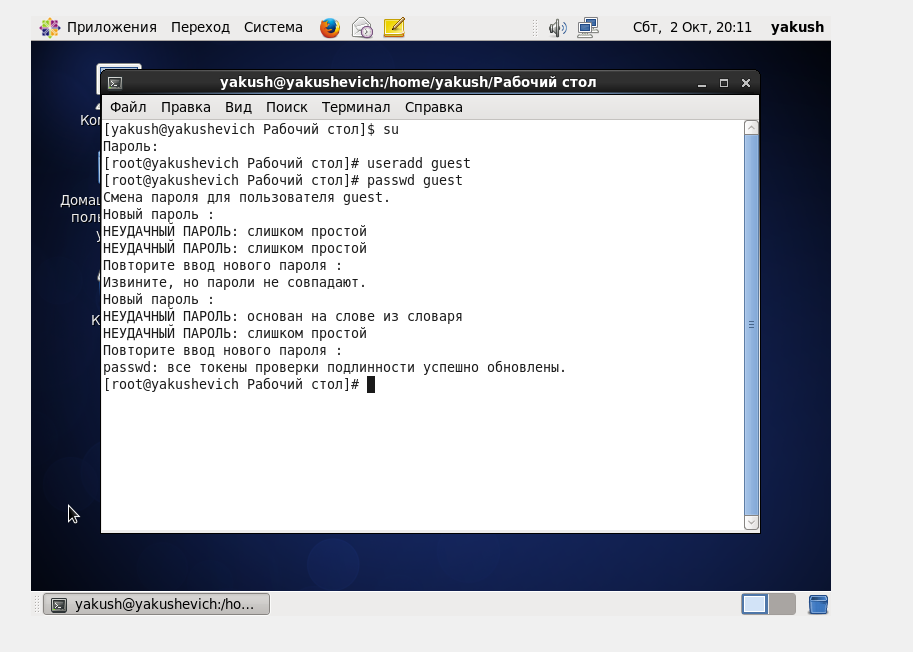 Приложения Переход Система Сбт, 2 Окт, 20:11 yakush
yakush@yakushevich:/home/yakush/Рабочий стол
Файл Правка Вид Поиск Терминал Справка
[yakush@yakushevich Рабочий стол]$ su
Пароль:
[root@yakushevich Рабочий стол]# useradd guest
[root@yakushevich Рабочий стол]# passwd guest
Смена пароля для пользователя guest.
Новый пароль :
НЕУДАЧНЫЙ ПАРОЛЬ: слишком простой
НЕУДАЧНЫЙ ПАРОЛЬ: слишком простой
Повторите ввод нового пароля :
Извините, но пароли не совпадают.
Новый пароль :
НЕУДАЧНЫЙ ПАРОЛЬ: основан на слове из словаря
НЕУДАЧНЫЙ ПАРОЛЬ: слишком простой
Повторите ввод нового пароля :
passwd: все токены проверки подлинности успешно обновлены.
[root@yakushevich Рабочий стол]#
yakush@yakushevich:/ho...